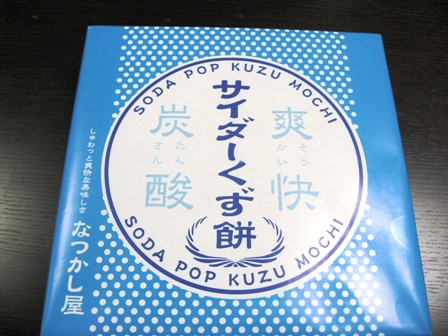 SODA POP KUZU MOCHI
爽快
そうかい
サイダーくず餅
炭酸
たんさん
SODA POP KUZU MOCHI
しゅわっと爽快な美味しさ
なつかし屋